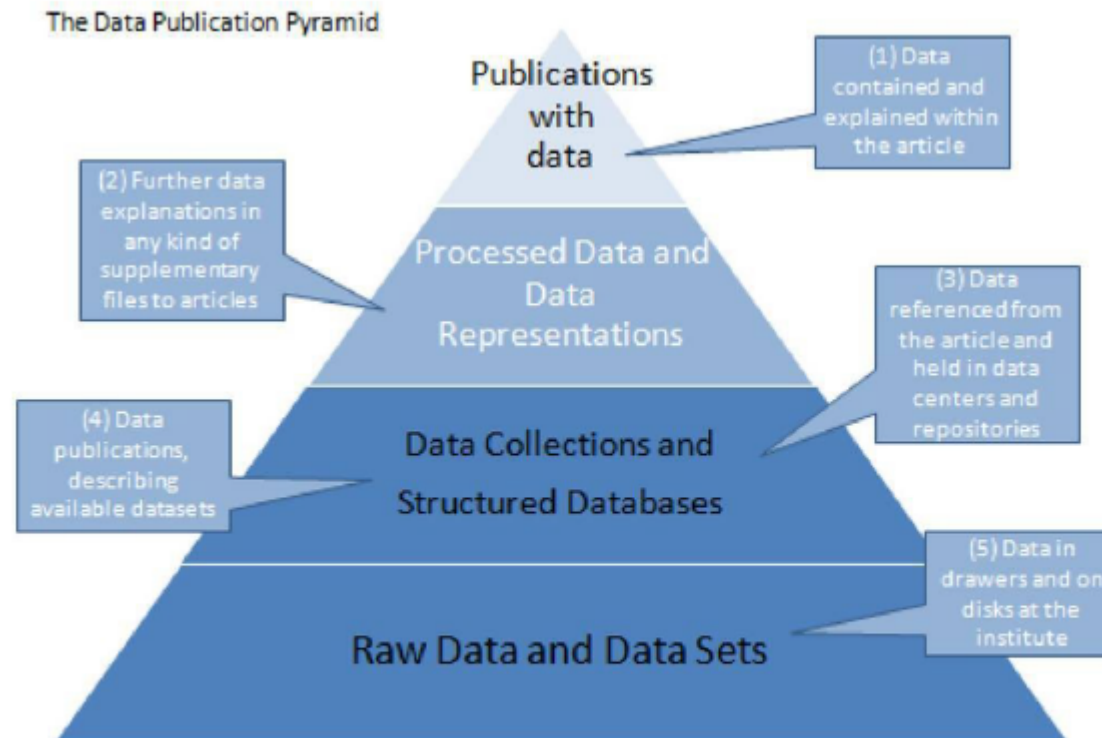 The Data Publication Pyramid
Publications
with
data
(1) Data
contained and
explained within
the article
(2) Further data
explanations in
any kind of
supplementary
files to articles
Processed Data and
Data
Representations
(3) Data
referenced from
the article and
held in data
centers and
repositories
(4) Data
publications,
describing
available datasets
Data Collections and
Structured Databases
(5) Data in
drawers and on
disks at the
institute
Raw Data and Data Sets